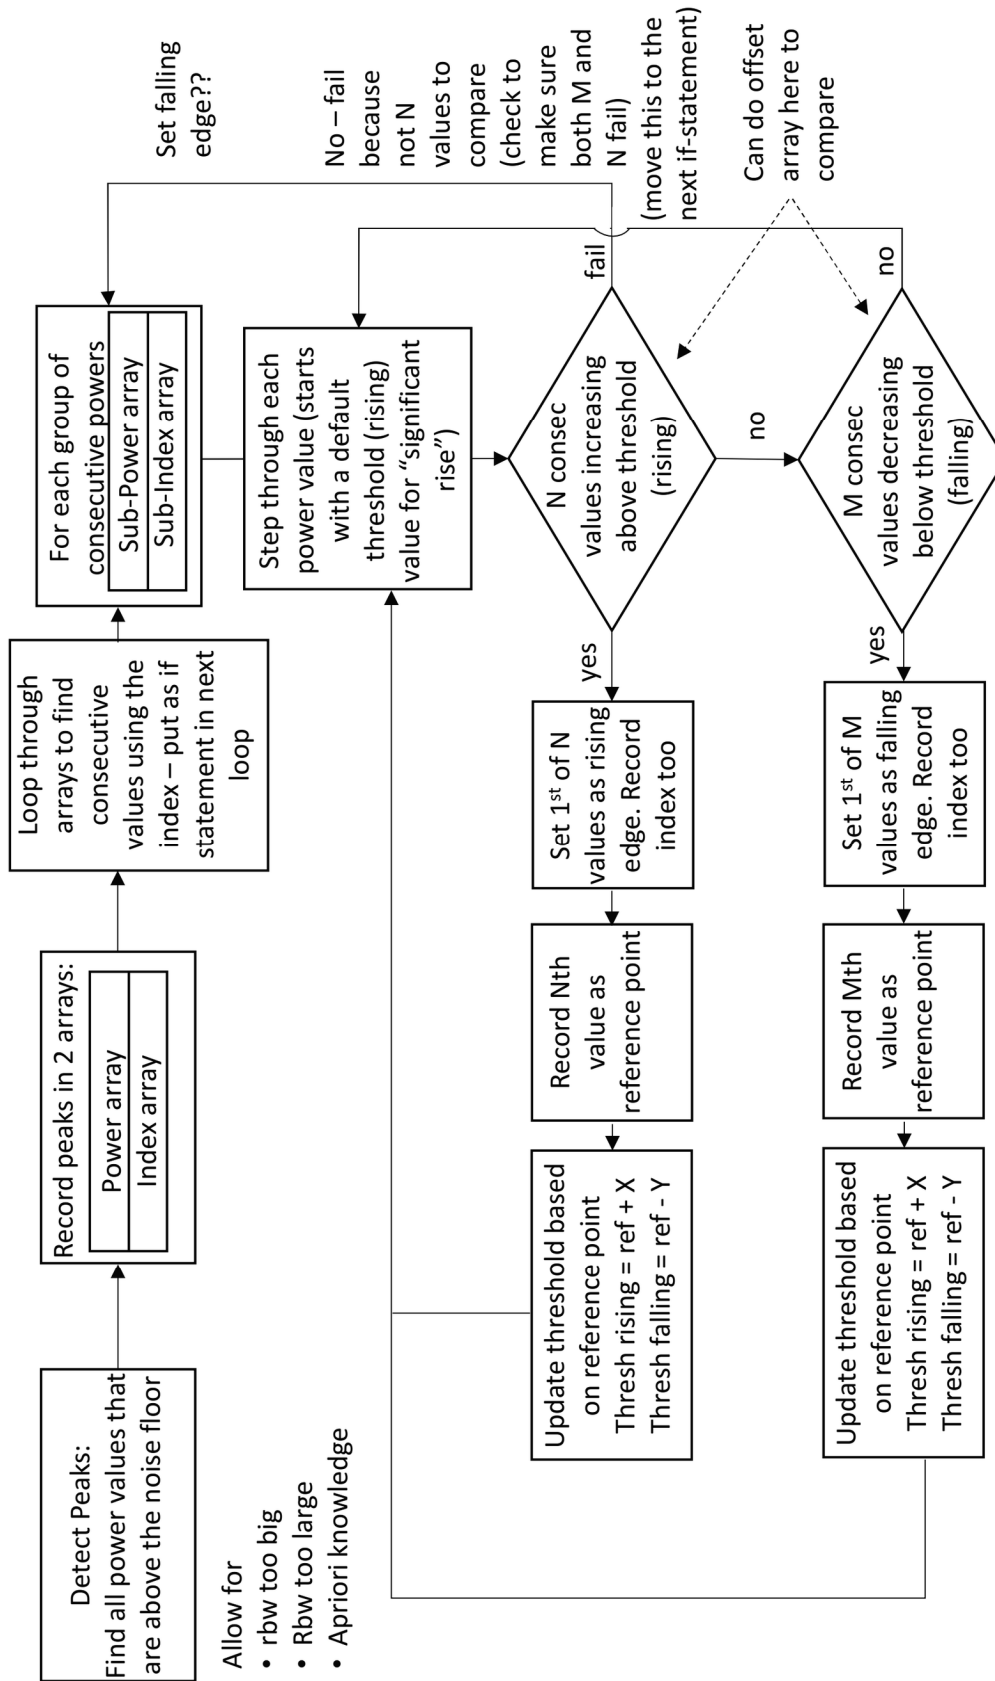 Detect Peaks:
Find all power values that
are above the noise floor
Record peaks in 2 arrays:
Power array
Index array
Loop through
arrays to find
consecutive
values using the
index – put as if
statement in next
loop
For each group of
consecutive powers
Sub-Power array
Sub-Index array
Set falling
edge??
Allow for
• rbw too big
• Rbw too large
• Apriori knowledge
Step through each
power value (starts
with a default
threshold (rising)
value for “significant
rise”)
No – fail
because
not N
values to
compare
(check to
make sure
both M and
N fail)
(move this to the
next if-statement)
Update threshold based
on reference point
Thresh rising = ref + X
Thresh falling = ref - Y
Record Nth
value as
reference point
Set 1st of N
values as rising
edge. Record
index too
yes
N consec
values increasing
above threshold
(rising)
fail
Can do offset
array here to
compare
no
Update threshold based
on reference point
Thresh rising = ref + X
Thresh falling = ref - Y
Record Mth
value as
reference point
Set 1st of M
values as falling
edge. Record
index too
yes
M consec
values decreasing
below threshold
(falling)
no